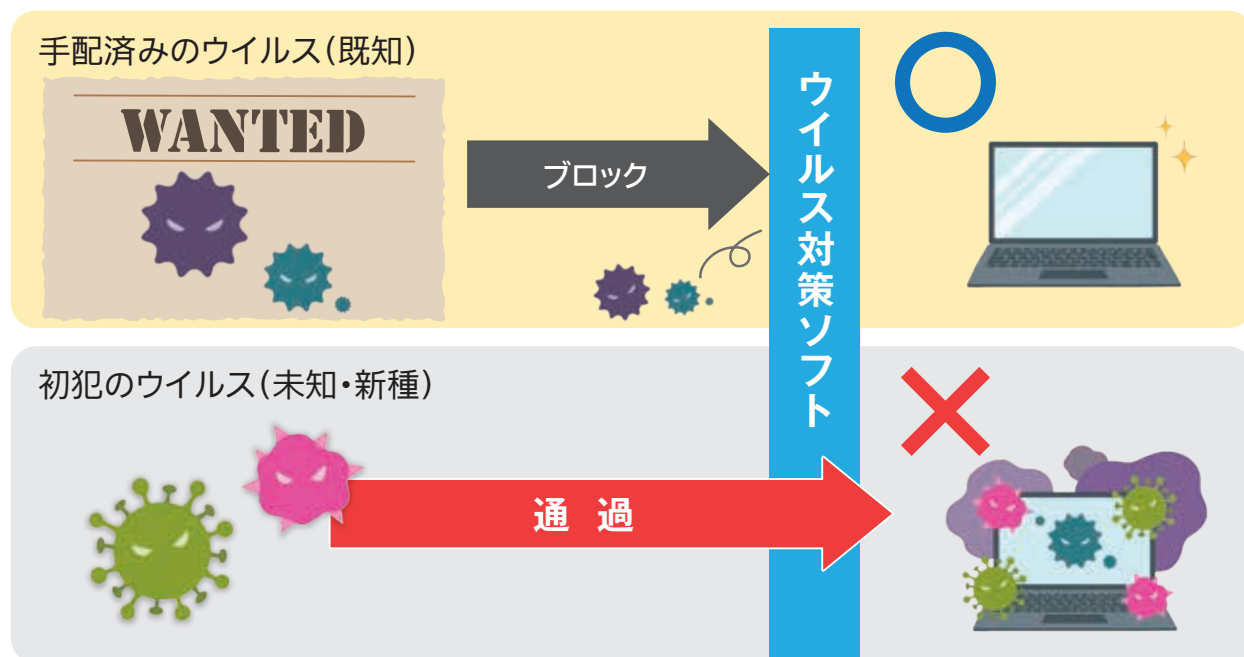 手配済みのウイルス(既知)
WANTED
ブロック
ウイルス対策ソフト
初犯のウイルス(未知・新種)
通過